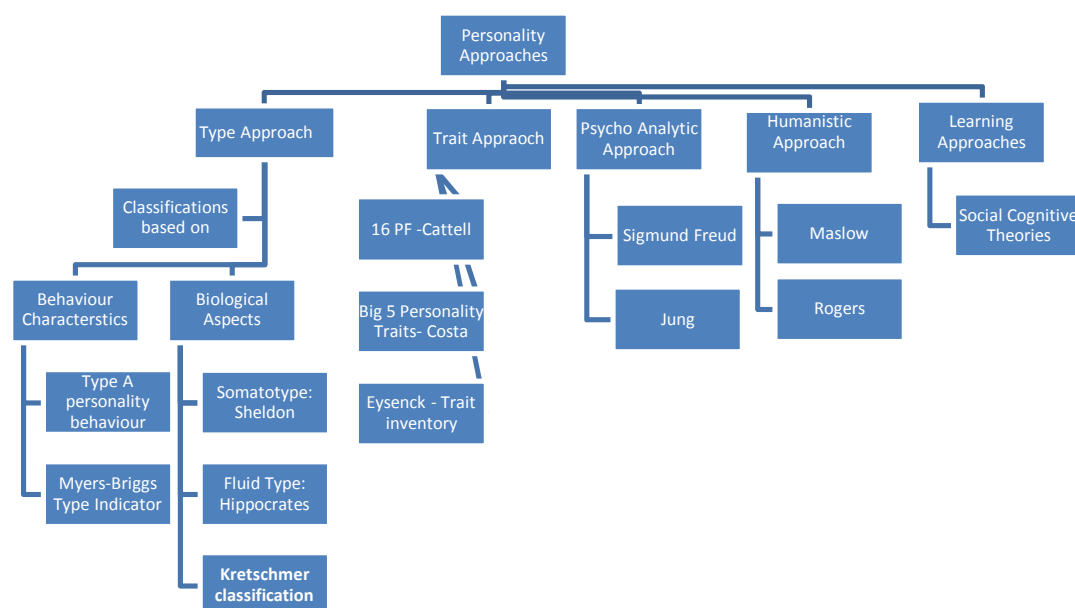 Personality
Approaches
Type Approach
Trait Appraoch
Psycho Analytic
Approach
Humanistic
Approach
Learning
Approaches
Classifications
based on
16 PF -Cattell
Sigmund Freud
Maslow
Social Cognitive
Theories
Behaviour
Characterstics
Biological
Aspects
Big 5 Personality
Traits- Costa
Jung
Rogers
Type A
personality
behaviour
Somatotype:
Sheldon
Eysenck - Trait
inventory
Myers-Briggs
Type Indicator
Fluid Type:
Hippocrates
Kretschmer
classification